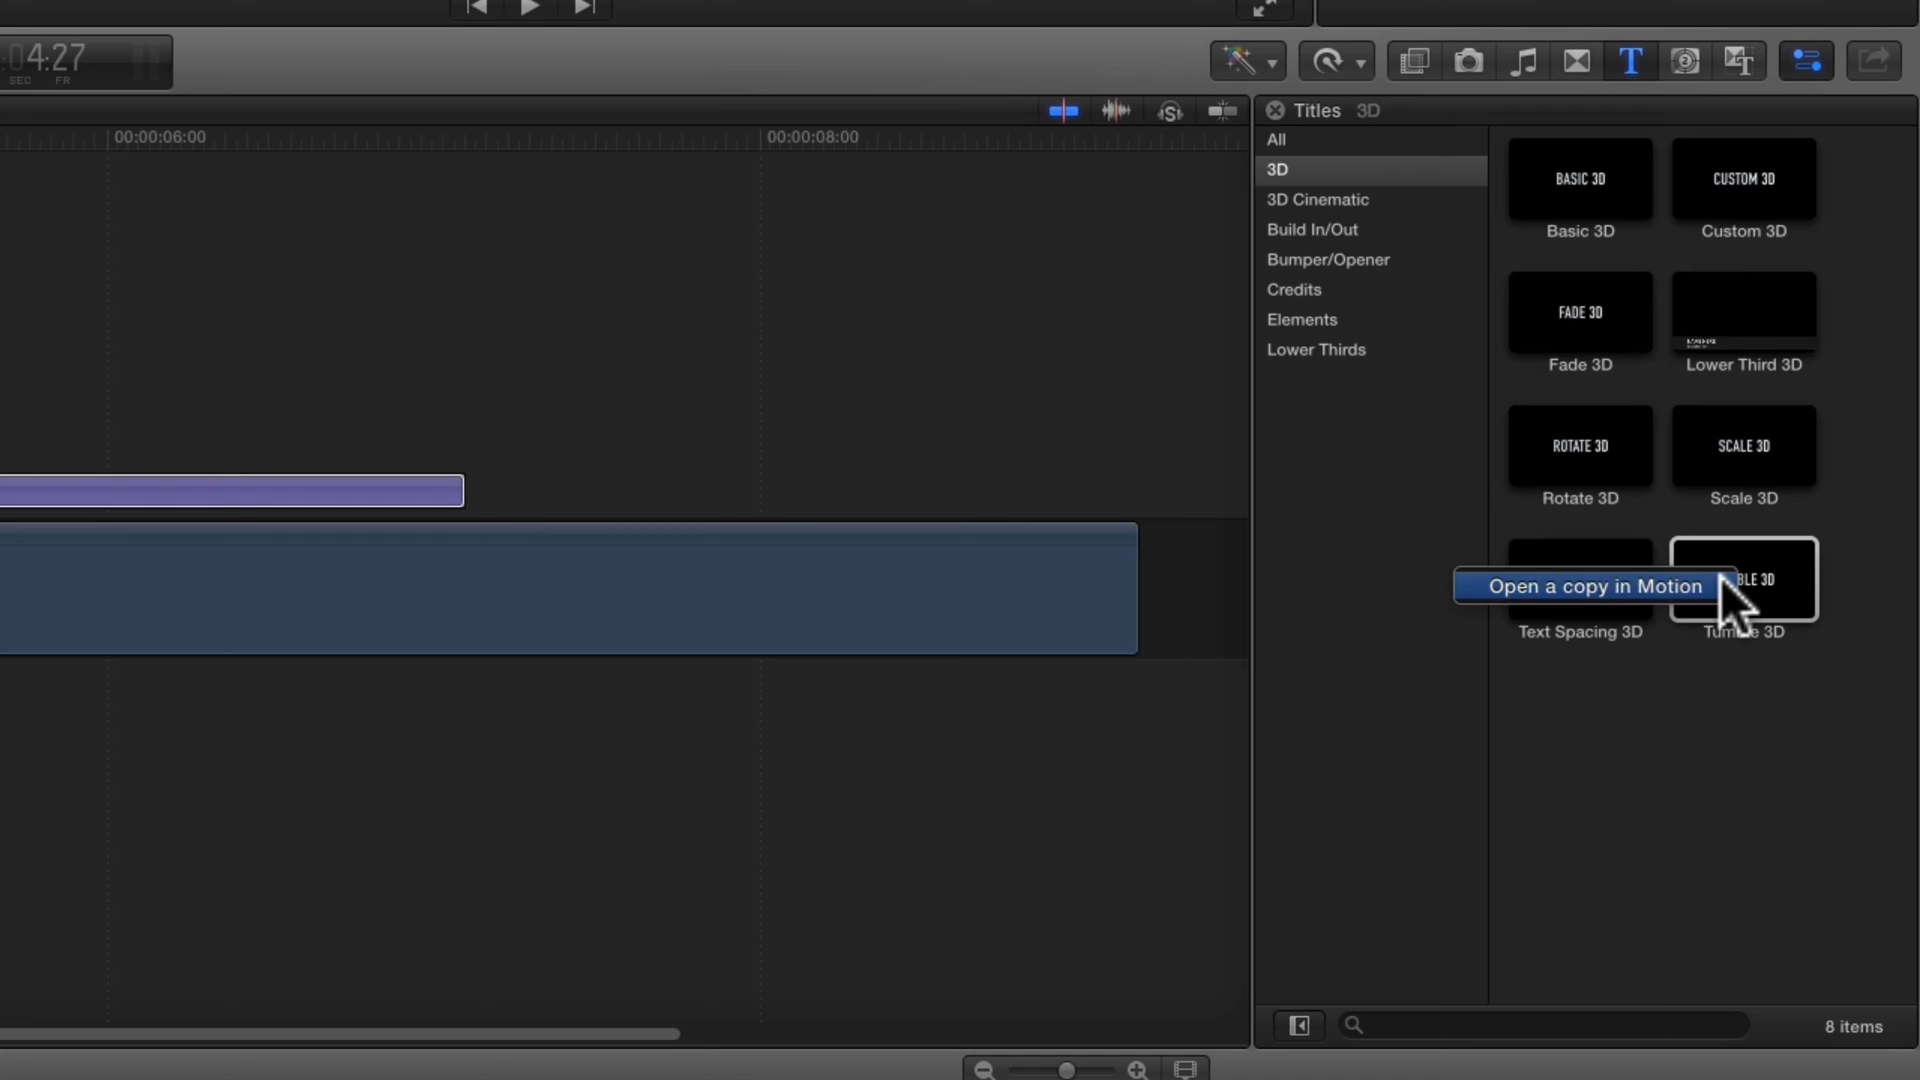 04:27
SEC FR
Titles 3D
00:00:06:00
00:00:08:00
All
3D
3D Cinematic
Build In/Out
Bumper/Opener
Credits
Elements
Lower Thirds
BASIC 3D
CUSTOM 3D
Basic 3D
Custom 3D
FADE 3D
Fade 3D
Lower Third 3D
ROTATE 3D
SCALE 3D
Rotate 3D
Scale 3D
Open a copy in Motion
BLE 3D
Text Spacing 3D
Tumble 3D
8 items